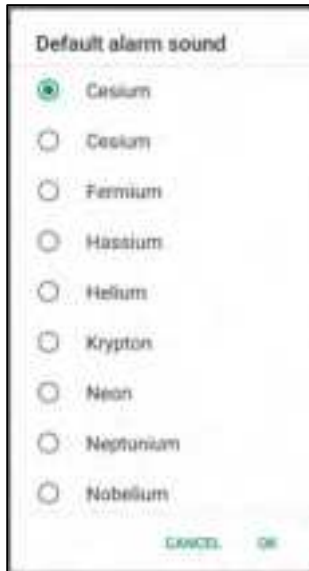 Default alarm sound
Cesium
Cesium
Fermium
Hassium
Helium
Krypton
Neon
Neptunium
Nobelium
CANCEL OK